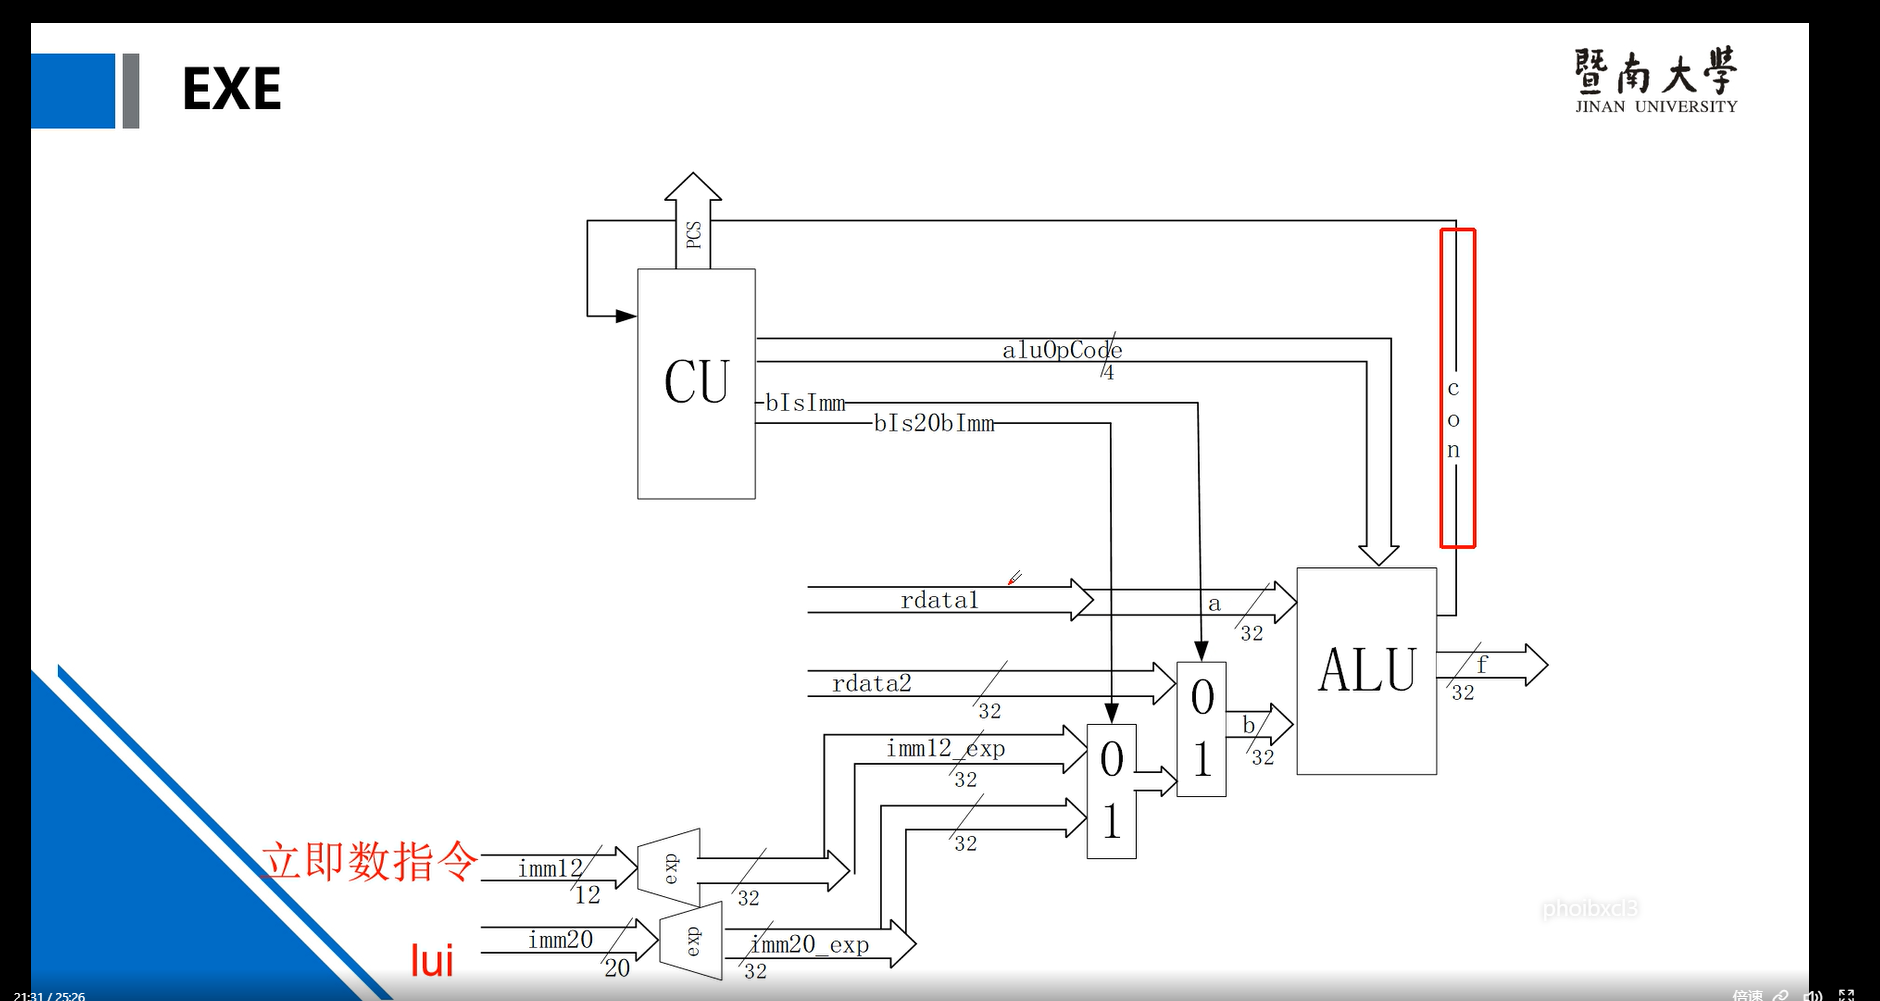 EXE
暨南大學
JINAN UNIVERSITY
PCS
CU
aluOpCode
4
bIsImm
bIs20bImm
con
rdata1
a
32
rdata2
32
0
1
b
32
ALU
f
32
imm12_exp
32
0
1
32
立即数指令
imm12
12
exp
32
lui
imm20
20
exp
imm20_exp
32
phoibxcl3
21:31 / 25:26
倍速